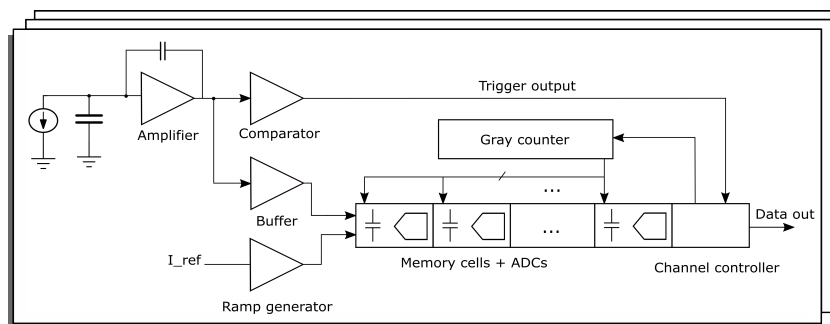 Trigger output
Amplifier
Comparator
Gray counter
...
Buffer
Data out
...
I_ref
Memory cells + ADCs
Channel controller
Ramp generator